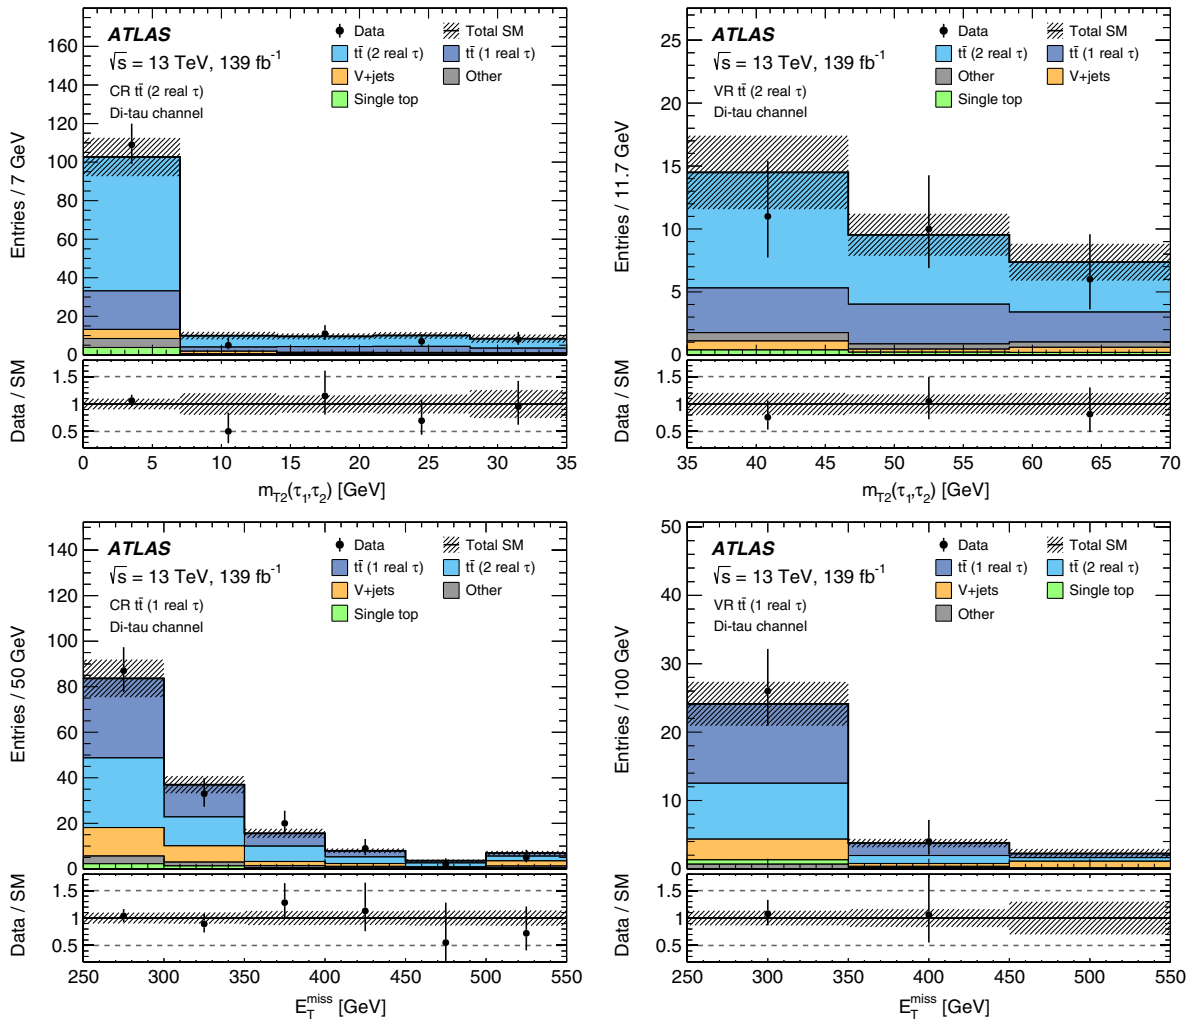 ATLAS
√s = 13 TeV, 139 fb⁻¹
CR tt̄ (2 real τ)
Di-tau channel
Data
Total SM
tt̄ (2 real τ)
tt̄ (1 real τ)
V+jets
Other
Single top
Entries / 7 GeV
160
140
120
100
80
60
40
20
0
Data / SM
1.5
1
0.5
0 5 10 15 20 25 30 35
m_T2(τ₁,τ₂) [GeV]
ATLAS
√s = 13 TeV, 139 fb⁻¹
VR tt̄ (2 real τ)
Di-tau channel
Data
Total SM
tt̄ (2 real τ)
tt̄ (1 real τ)
Other
V+jets
Single top
Entries / 11.7 GeV
25
20
15
10
5
0
Data / SM
1.5
1
0.5
35 40 45 50 55 60 65 70
m_T2(τ₁,τ₂) [GeV]
ATLAS
√s = 13 TeV, 139 fb⁻¹
CR tt̄ (1 real τ)
Di-tau channel
Data
Total SM
tt̄ (1 real τ)
tt̄ (2 real τ)
V+jets
Other
Single top
Entries / 50 GeV
140
120
100
80
60
40
20
0
Data / SM
1.5
1
0.5
250 300 350 400 450 500 550
E_T^miss [GeV]
ATLAS
√s = 13 TeV, 139 fb⁻¹
VR tt̄ (1 real τ)
Di-tau channel
Data
Total SM
tt̄ (1 real τ)
tt̄ (2 real τ)
V+jets
Single top
Other
Entries / 100 GeV
50
40
30
20
10
0
Data / SM
1.5
1
0.5
250 300 350 400 450 500 550
E_T^miss [GeV]